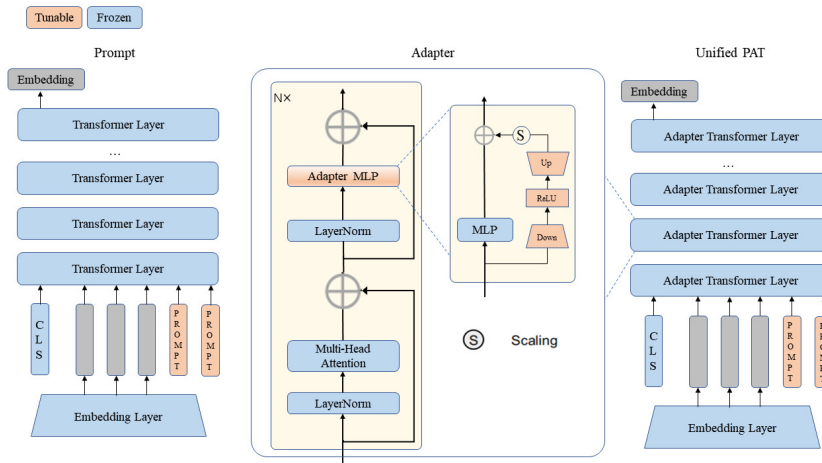 Tunable
Frozen
Prompt
Adapter
Unified PAT
Embedding
Transformer Layer
...
Transformer Layer
Transformer Layer
Transformer Layer
CLS
PROMPT
PROMPT
Embedding Layer
N×
Adapter MLP
LayerNorm
Multi-Head
Attention
LayerNorm
S
Up
ReLU
MLP
Down
S
Scaling
Embedding
Adapter Transformer Layer
...
Adapter Transformer Layer
Adapter Transformer Layer
Adapter Transformer Layer
CLS
PROMPT
PROMPT
Embedding Layer